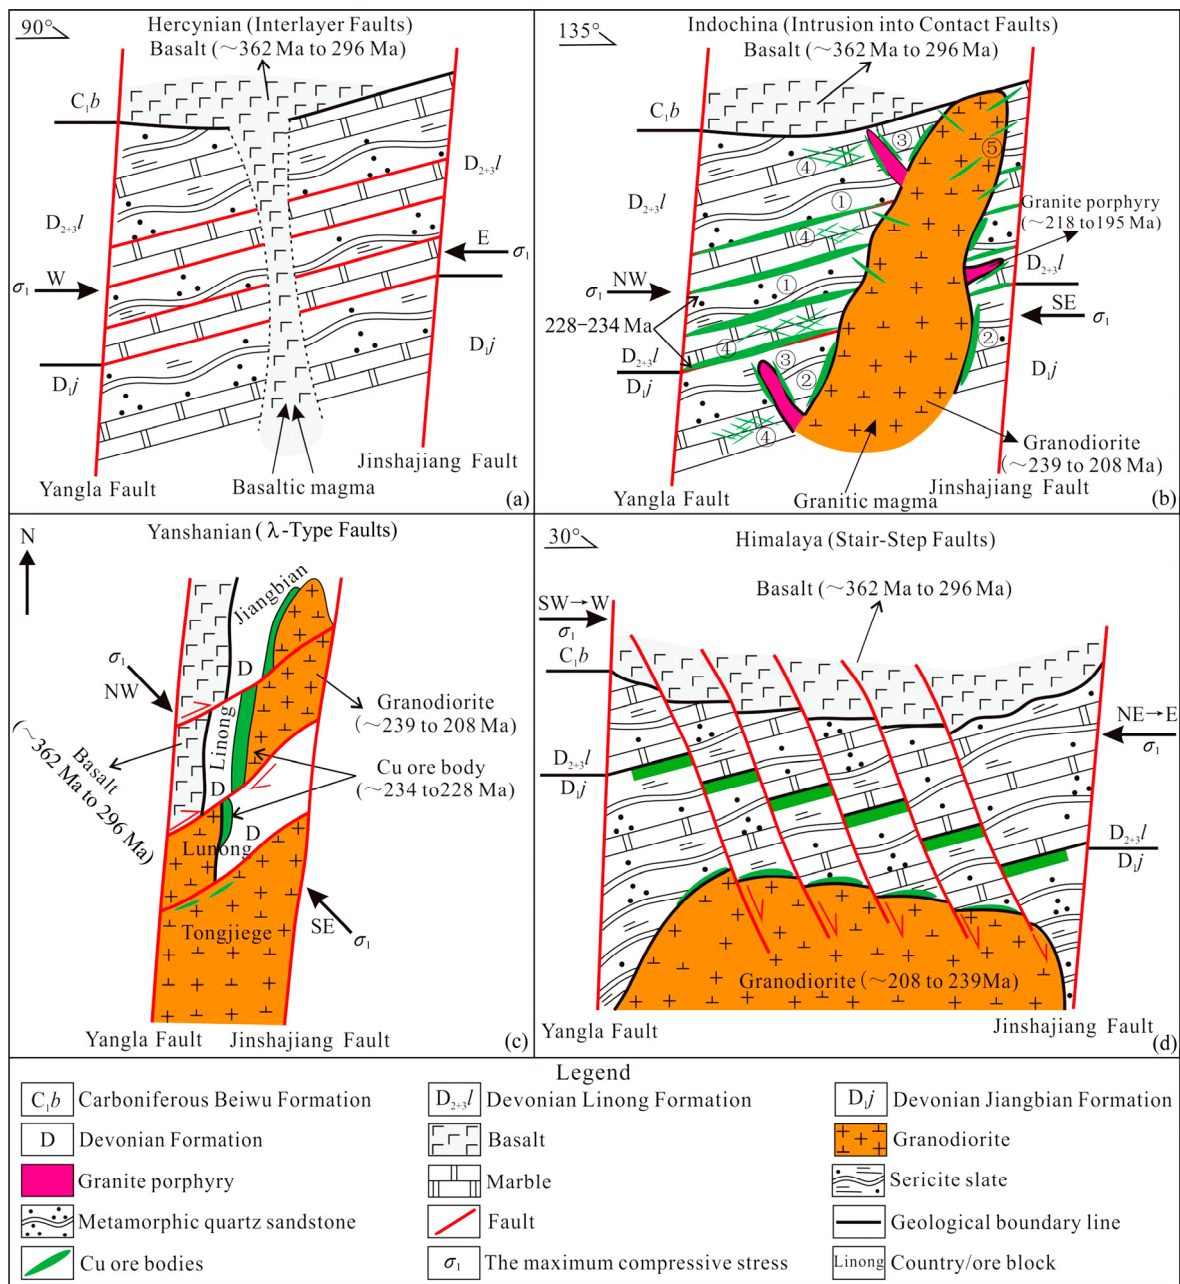 90°
Hercynian (Interlayer Faults)
Basalt (~362 Ma to 296 Ma)
C₁b
D₂₊₃l
D₂₊₃l
E
σ₁
W
σ₁
D₁j
D₁j
Jinshajiang Fault
Yangla Fault
Basaltic magma
(a)
135°
Indochina (Intrusion into Contact Faults)
Basalt (~362 Ma to 296 Ma)
C₁b
③
⑤
④
D₂₊₃l
①
Granite porphyry
(~218 to195 Ma)
④
D₂₊₃l
σ₁ NW
①
SE
σ₁
228–234 Ma
④
③
②
②
D₂₊₃l
D₁j
D₁j
④
Granodiorite
(~239 to 208 Ma)
Yangla Fault
Granitic magma
Jinshajiang Fault
(b)
N
Yanshanian (λ-Type Faults)
Jiangbian
D
σ₁
NW
Linong
Granodiorite
(~239 to 208 Ma)
Basalt
(~362 Ma to 296 Ma)
D
Cu ore body
(~234 to228 Ma)
D
Lunong
Tongjiege
SE
σ₁
Yangla Fault
Jinshajiang Fault
(c)
30°
Himalaya (Stair-Step Faults)
Basalt (~362 Ma to 296 Ma)
SW→W
σ₁
C₁b
NE→E
σ₁
D₂₊₃l
D₁j
D₂₊₃l
D₁j
Granodiorite (~208 to 239Ma)
Yangla Fault
Jinshajiang Fault
(d)
Legend
C₁b Carboniferous Beiwu Formation
D₂₊₃l Devonian Linong Formation
D₁j Devonian Jiangbian Formation
D Devonian Formation
Basalt
Granodiorite
Granite porphyry
Marble
Sericite slate
Metamorphic quartz sandstone
Fault
Geological boundary line
Cu ore bodies
σ₁ The maximum compressive stress
Linong Country/ore block